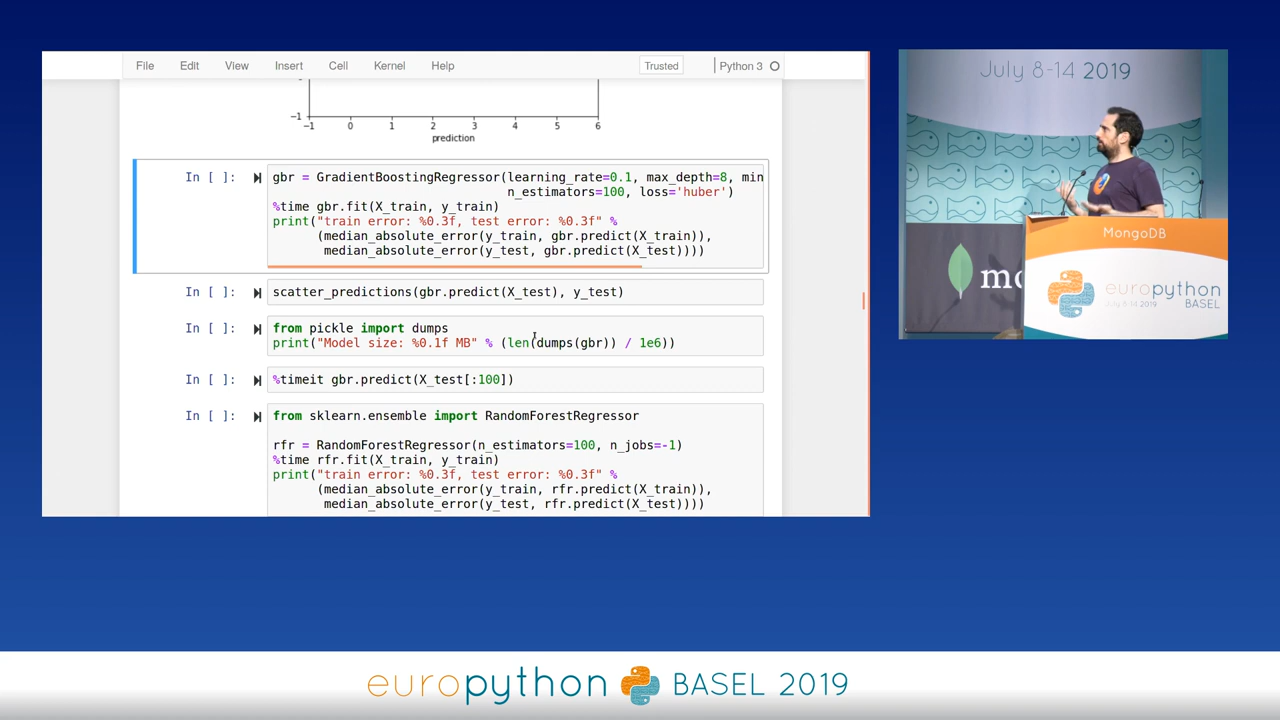 File Edit View Insert Cell Kernel Help Trusted Python 3
-1
-1 0 1 2 3 4 5 6
prediction
In [ ]: gbr = GradientBoostingRegressor(learning_rate=0.1, max_depth=8, min
n_estimators=100, loss='huber')
%time gbr.fit(X_train, y_train)
print("train error: %0.3f, test error: %0.3f" %
(median_absolute_error(y_train, gbr.predict(X_train)),
median_absolute_error(y_test, gbr.predict(X_test))))
In [ ]: scatter_predictions(gbr.predict(X_test), y_test)
In [ ]: from pickle import dumps
print("Model size: %0.1f MB" % (len(dumps(gbr)) / 1e6))
In [ ]: %timeit gbr.predict(X_test[:100])
In [ ]: from sklearn.ensemble import RandomForestRegressor
rfr = RandomForestRegressor(n_estimators=100, n_jobs=-1)
%time rfr.fit(X_train, y_train)
print("train error: %0.3f, test error: %0.3f" %
(median_absolute_error(y_train, rfr.predict(X_train)),
median_absolute_error(y_test, rfr.predict(X_test))))
July 8-14 2019
MongoDB
mo
europython
July 8-14 2019 BASEL
europython BASEL 2019